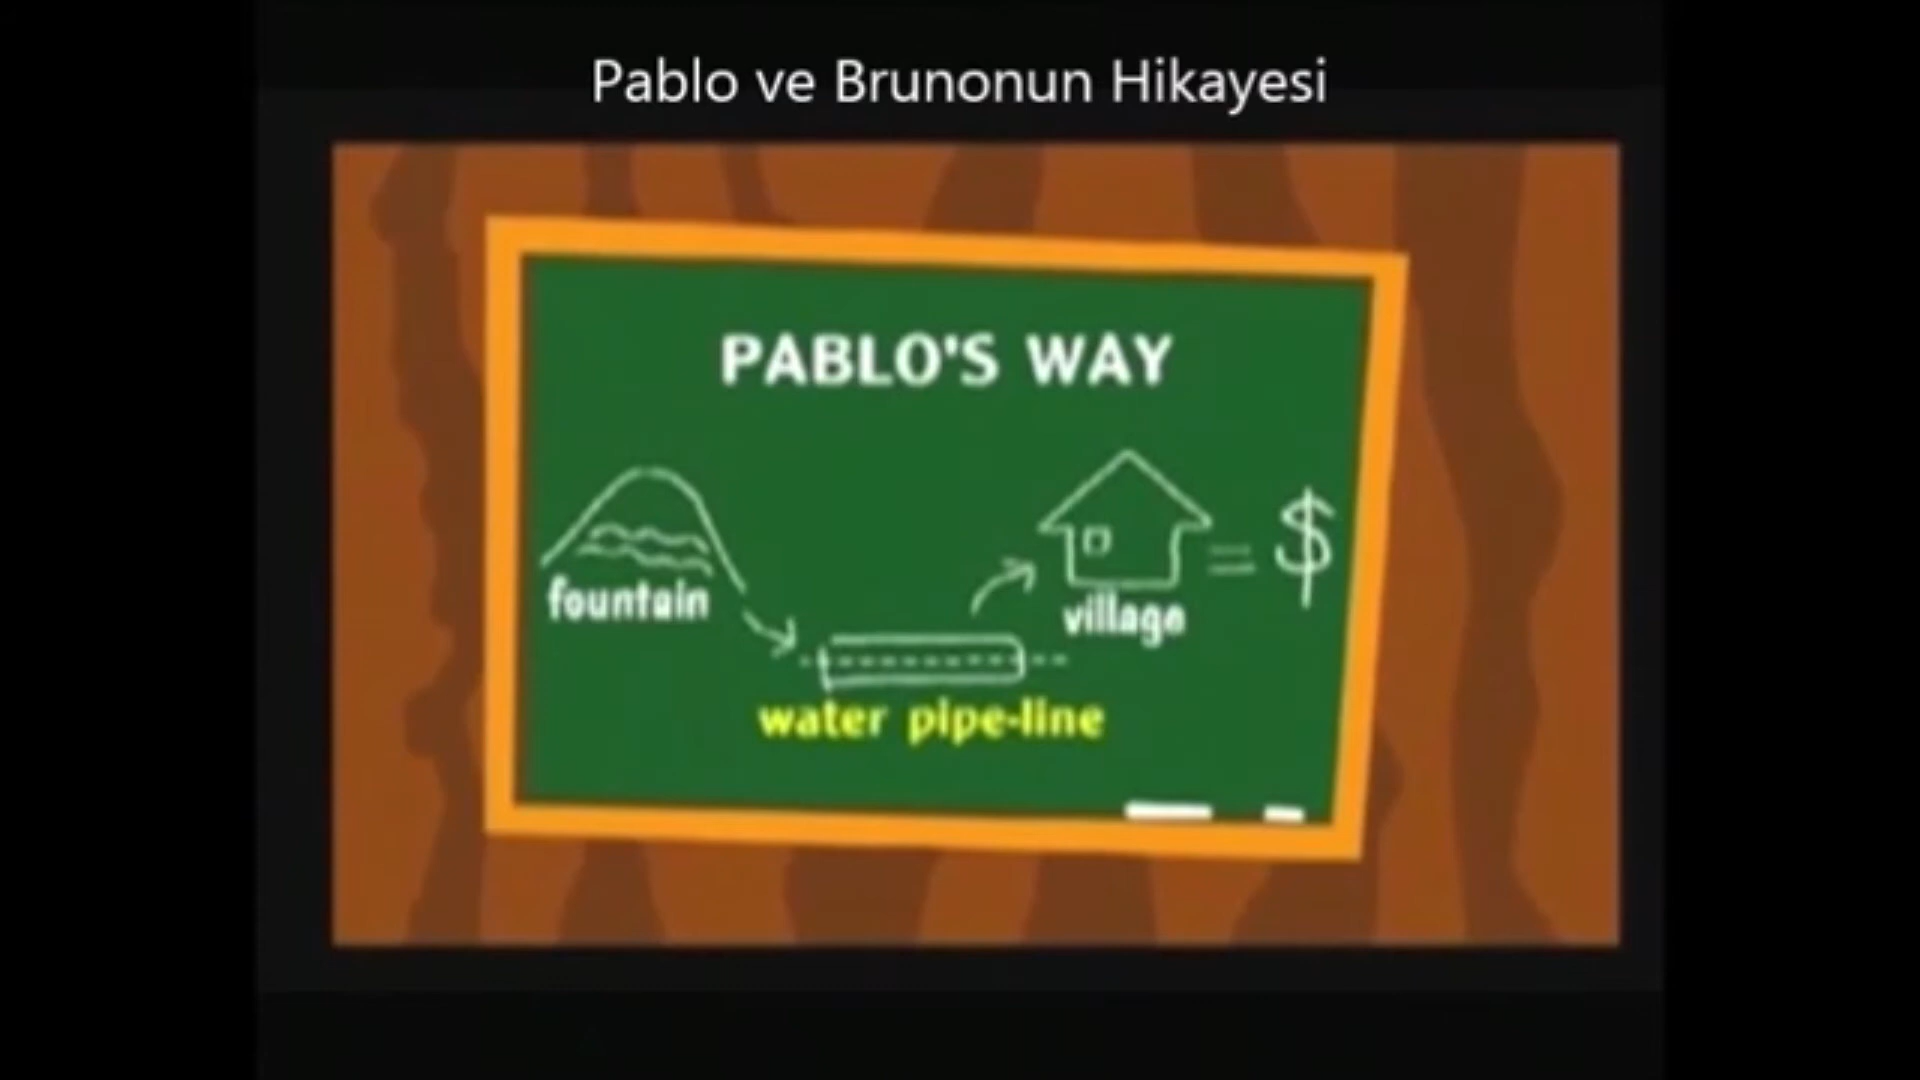 Pablo ve Brunonun Hikayesi
PABLO'S WAY
= $
fountain
village
water pipe-line